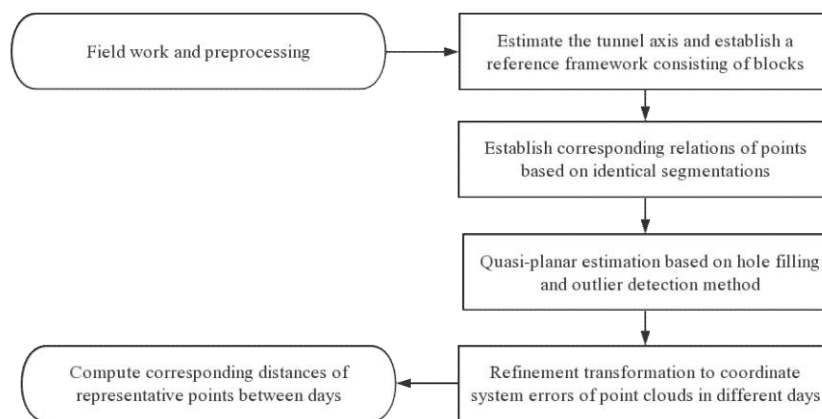 Field work and preprocessing
Estimate the tunnel axis and establish a
reference framework consisting of blocks
Establish corresponding relations of points
based on identical segmentations
Quasi-planar estimation based on hole filling
and outlier detection method
Refinement transformation to coordinate
system errors of point clouds in different days
Compute corresponding distances of
representative points between days